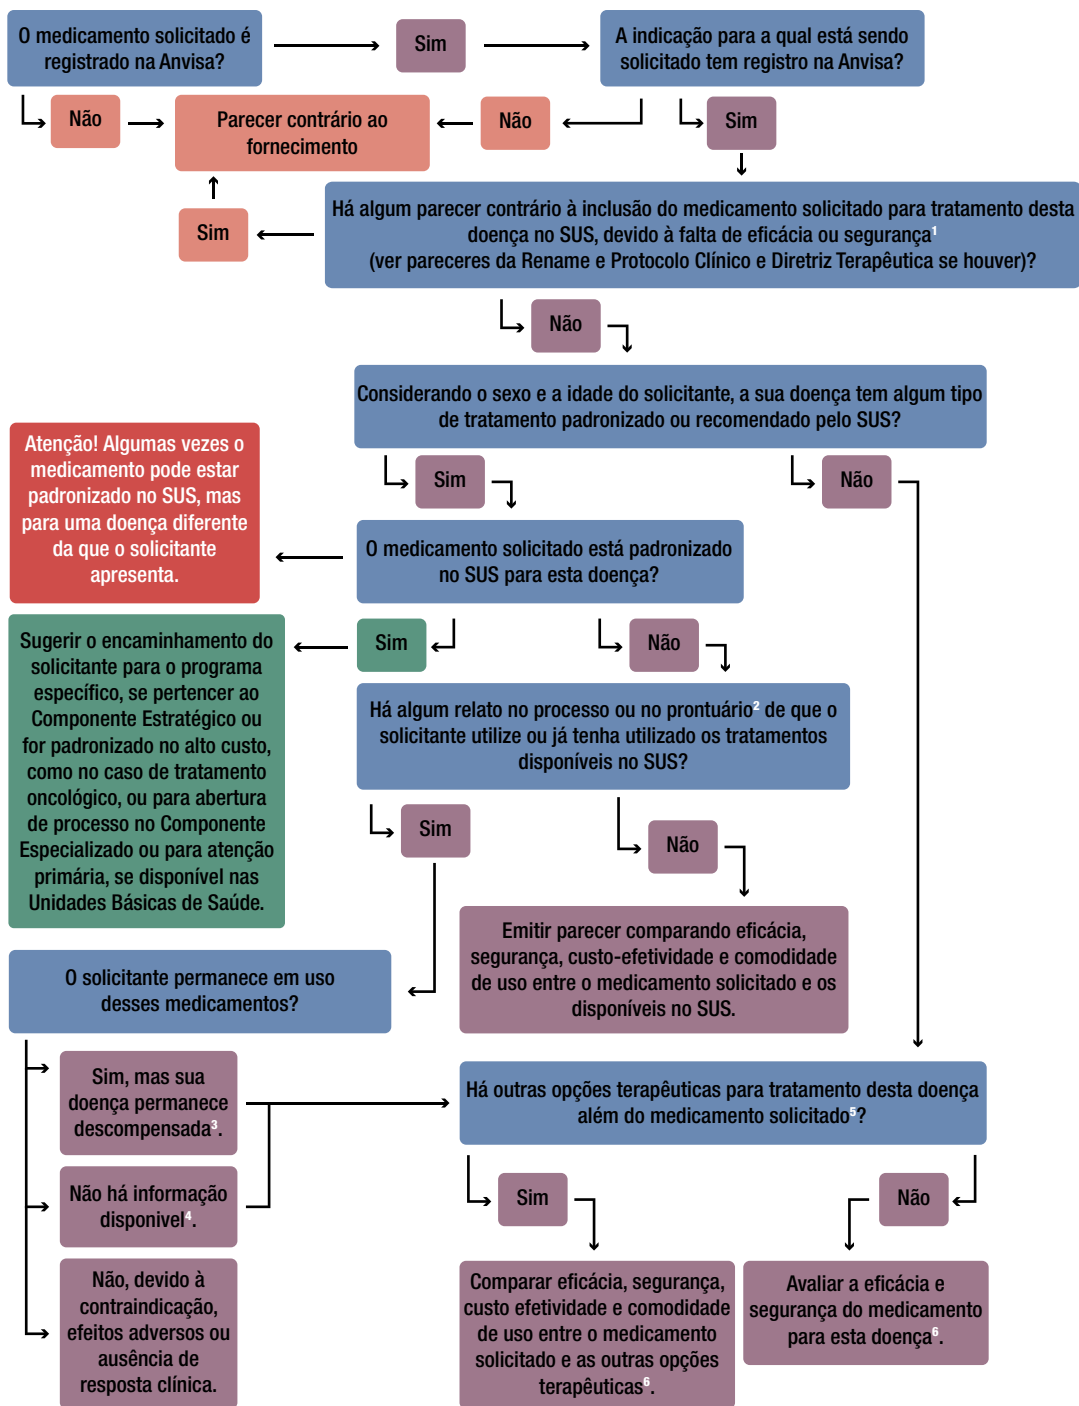 O medicamento solicitado é
registrado na Anvisa?
Sim
A indicação para a qual está sendo
solicitado tem registro na Anvisa?
Não
Parecer contrário ao
fornecimento
Não
Sim
Sim
Há algum parecer contrário à inclusão do medicamento solicitado para tratamento desta
doença no SUS, devido à falta de eficácia ou segurança¹
(ver pareceres da Rename e Protocolo Clínico e Diretriz Terapêutica se houver)?
Não
Considerando o sexo e a idade do solicitante, a sua doença tem algum tipo
de tratamento padronizado ou recomendado pelo SUS?
Atenção! Algumas vezes o
medicamento pode estar
padronizado no SUS, mas
para uma doença diferente
da que o solicitante
apresenta.
Sim
Não
O medicamento solicitado está padronizado
no SUS para esta doença?
Sugerir o encaminhamento do
solicitante para o programa
específico, se pertencer ao
Componente Estratégico ou
for padronizado no alto custo,
como no caso de tratamento
oncológico, ou para abertura
de processo no Componente
Especializado ou para atenção
primária, se disponível nas
Unidades Básicas de Saúde.
Sim
Não
Há algum relato no processo ou no prontuário² de que o
solicitante utilize ou já tenha utilizado os tratamentos
disponíveis no SUS?
Sim
Não
Emitir parecer comparando eficácia,
segurança, custo-efetividade e comodidade
de uso entre o medicamento solicitado e os
disponíveis no SUS.
O solicitante permanece em uso
desses medicamentos?
Sim, mas sua
doença permanece
descompensada³.
Não há informação
disponivel⁴.
Não, devido à
contraindicação,
efeitos adversos ou
ausência de
resposta clínica.
Há outras opções terapêuticas para tratamento desta doença
além do medicamento solicitado⁵?
Sim
Não
Comparar eficácia, segurança,
custo efetividade e comodidade
de uso entre o medicamento
solicitado e as outras opções
terapêuticas⁶.
Avaliar a eficácia e
segurança do medicamento
para esta doença⁶.